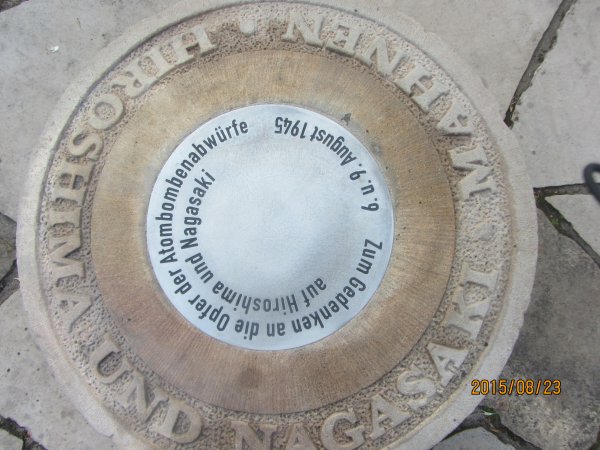 HIROSHIMA UND NAGASAKI · MAHNEN ·
Zum Gedenken an die Opfer der Atombombenabwürfe
auf Hiroshima und Nagasaki
6. u. 9. August 1945
2015/08/23